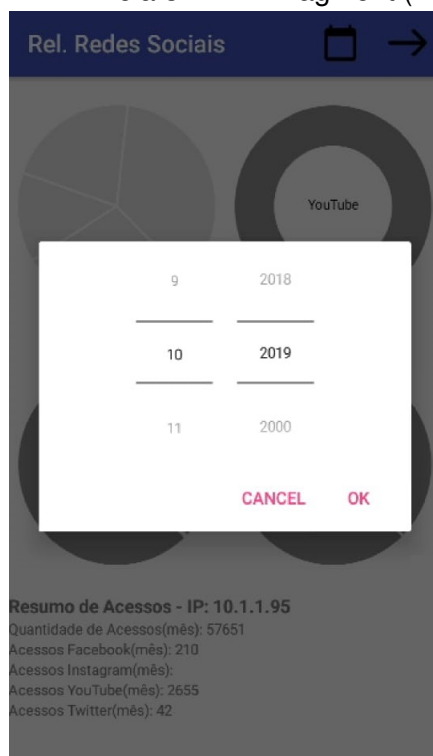 Rel. Redes Sociais
YouTube
9 2018
10 2019
11 2000
CANCEL OK
Resumo de Acessos - IP: 10.1.1.95
Quantidade de Acessos(mês): 57651
Acessos Facebook(mês): 210
Acessos Instagram(mês):
Acessos YouTube(mês): 2655
Acessos Twitter(mês): 42